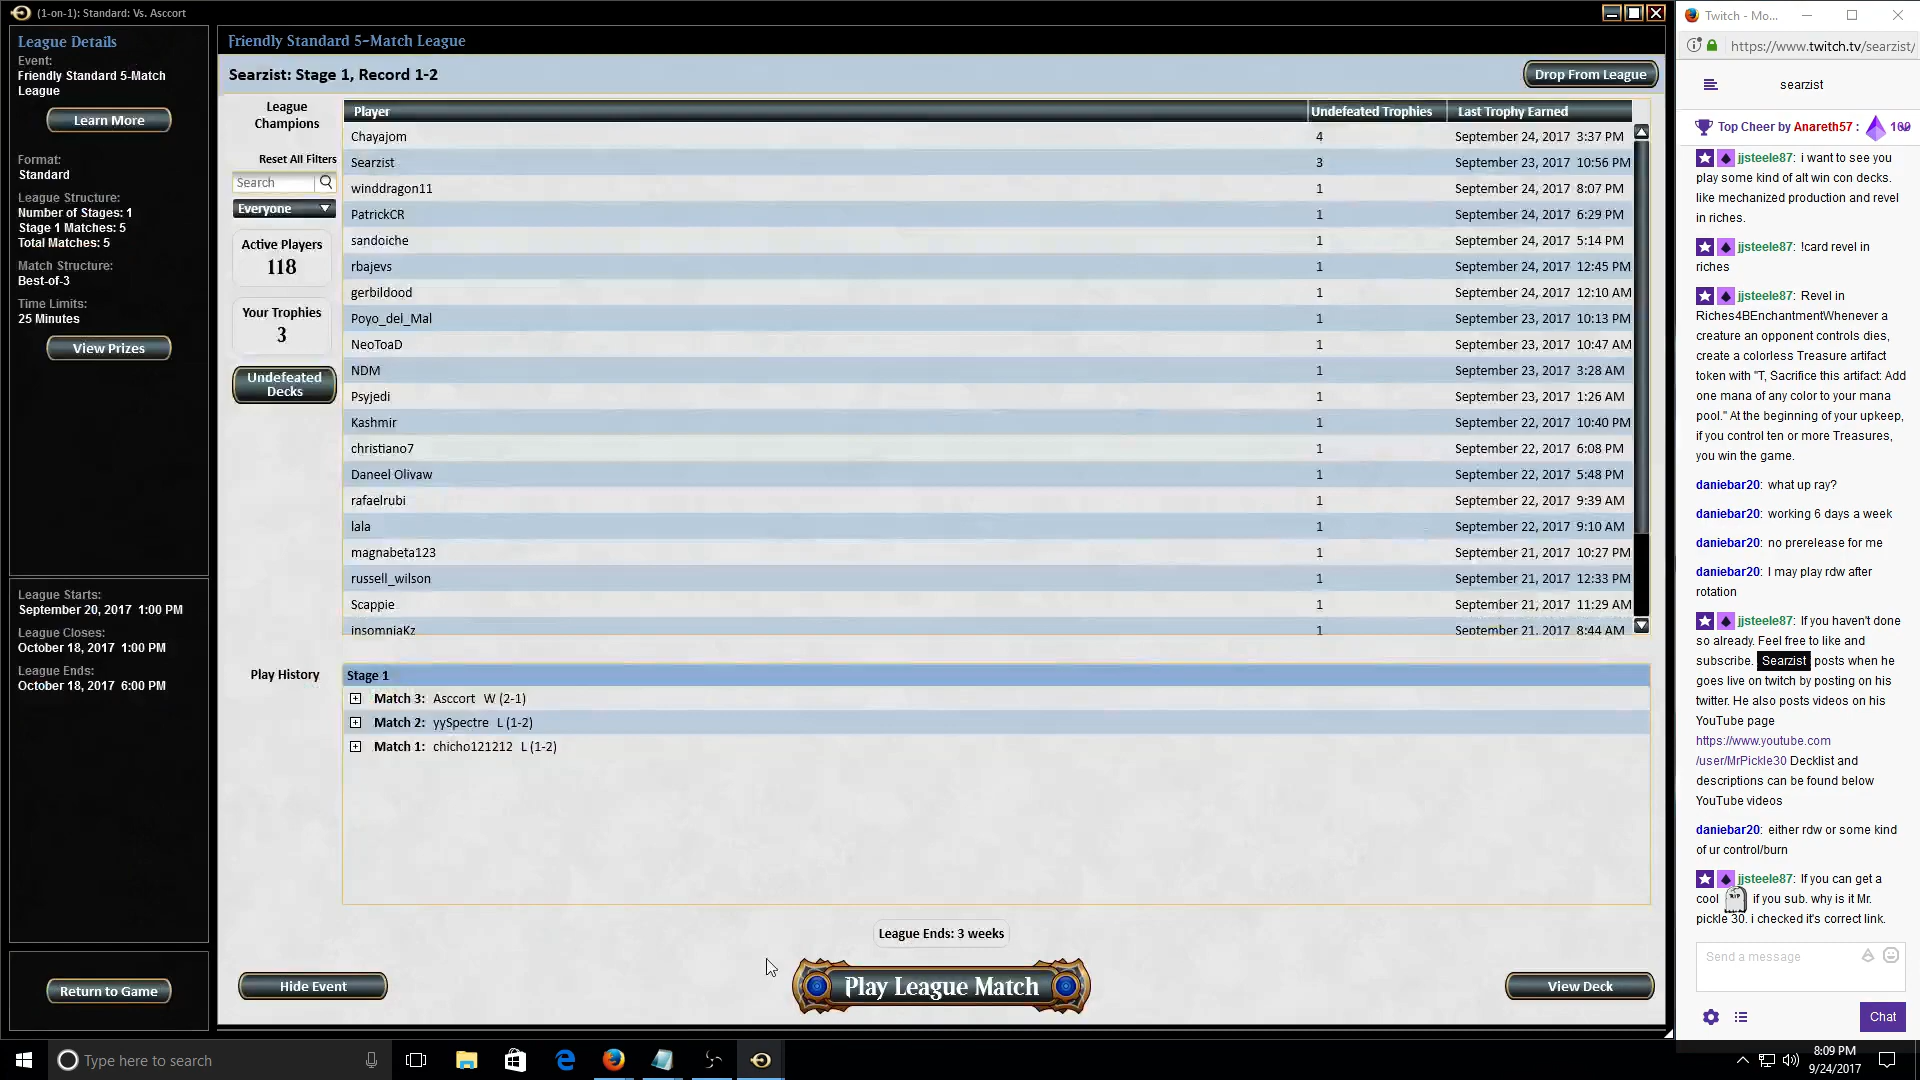 (1-on-1): Standard: Vs. Asccort
League Details
Event:
Friendly Standard 5-Match
League
Learn More
Format:
Standard
League Structure:
Number of Stages: 1
Stage 1 Matches: 5
Total Matches: 5
Match Structure:
Best-of-3
Time Limits:
25 Minutes
View Prizes
League Starts:
September 20, 2017 1:00 PM
League Closes:
October 18, 2017 1:00 PM
League Ends:
October 18, 2017 6:00 PM
Return to Game
Friendly Standard 5-Match League
Searzist: Stage 1, Record 1-2
Drop From League
League
Champions
Reset All Filters
Search
Everyone
Active Players
118
Your Trophies
3
Undefeated
Decks
Player Undefeated Trophies Last Trophy Earned
Chayajom 4 September 24, 2017 3:37 PM
Searzist 3 September 23, 2017 10:56 PM
winddragon11 1 September 24, 2017 8:07 PM
PatrickCR 1 September 24, 2017 6:29 PM
sandoiche 1 September 24, 2017 5:14 PM
rbajevs 1 September 24, 2017 12:45 PM
gerbildood 1 September 24, 2017 12:10 AM
Poyo_del_Mal 1 September 23, 2017 10:13 PM
NeoToaD 1 September 23, 2017 10:47 AM
NDM 1 September 23, 2017 3:28 AM
Psyjedi 1 September 23, 2017 1:26 AM
Kashmir 1 September 22, 2017 10:40 PM
christiano7 1 September 22, 2017 6:08 PM
Daneel Olivaw 1 September 22, 2017 5:48 PM
rafaelrubi 1 September 22, 2017 9:39 AM
lala 1 September 22, 2017 9:10 AM
magnabeta123 1 September 21, 2017 10:27 PM
russell_wilson 1 September 21, 2017 12:33 PM
Scappie 1 September 21, 2017 11:29 AM
insomniaKz 1 September 21, 2017 8:44 AM
Play History
Stage 1
Match 3: Asccort W (2-1)
Match 2: yySpectre L (1-2)
Match 1: chicho121212 L (1-2)
League Ends: 3 weeks
Hide Event
Play League Match
View Deck
Twitch - Mo...
https://www.twitch.tv/searzist/
searzist
Top Cheer by Anareth57 : 100
jjsteele87: i want to see you
play some kind of alt win con decks.
like mechanized production and revel
in riches.
jjsteele87: !card revel in
riches
jjsteele87: Revel in
Riches4BEnchantmentWhenever a
creature an opponent controls dies,
create a colorless Treasure artifact
token with "T, Sacrifice this artifact: Add
one mana of any color to your mana
pool." At the beginning of your upkeep,
if you control ten or more Treasures,
you win the game.
daniebar20: what up ray?
daniebar20: working 6 days a week
daniebar20: no prerelease for me
daniebar20: I may play rdw after
rotation
jjsteele87: If you haven't done
so already. Feel free to like and
subscribe. Searzist posts when he
goes live on twitch by posting on his
twitter. He also posts videos on his
YouTube page
https://www.youtube.com
/user/MrPickle30 Decklist and
descriptions can be found below
YouTube videos
daniebar20: either rdw or some kind
of ur control/burn
jjsteele87: If you can get a
cool RIP if you sub. why is it Mr.
pickle 30. i checked it's correct link.
Send a message
Chat
Type here to search
8:09 PM
9/24/2017